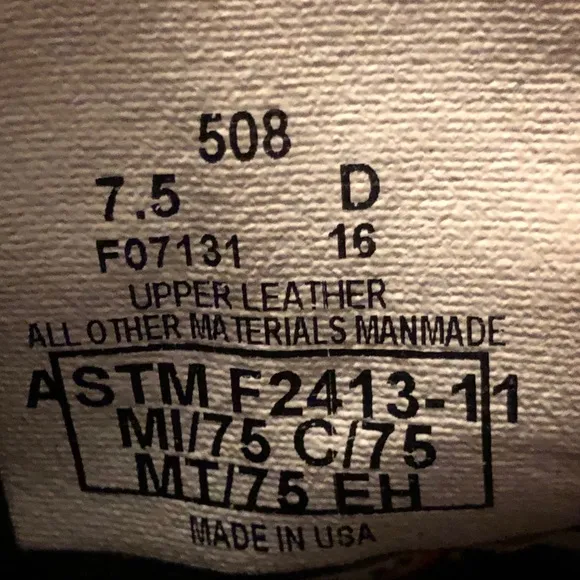 508
7.5 D
F07131 16
UPPER LEATHER
ALL OTHER MATERIALS MANMADE
ASTM F2413-11
MI/75 C/75
MT/75 EH
MADE IN USA